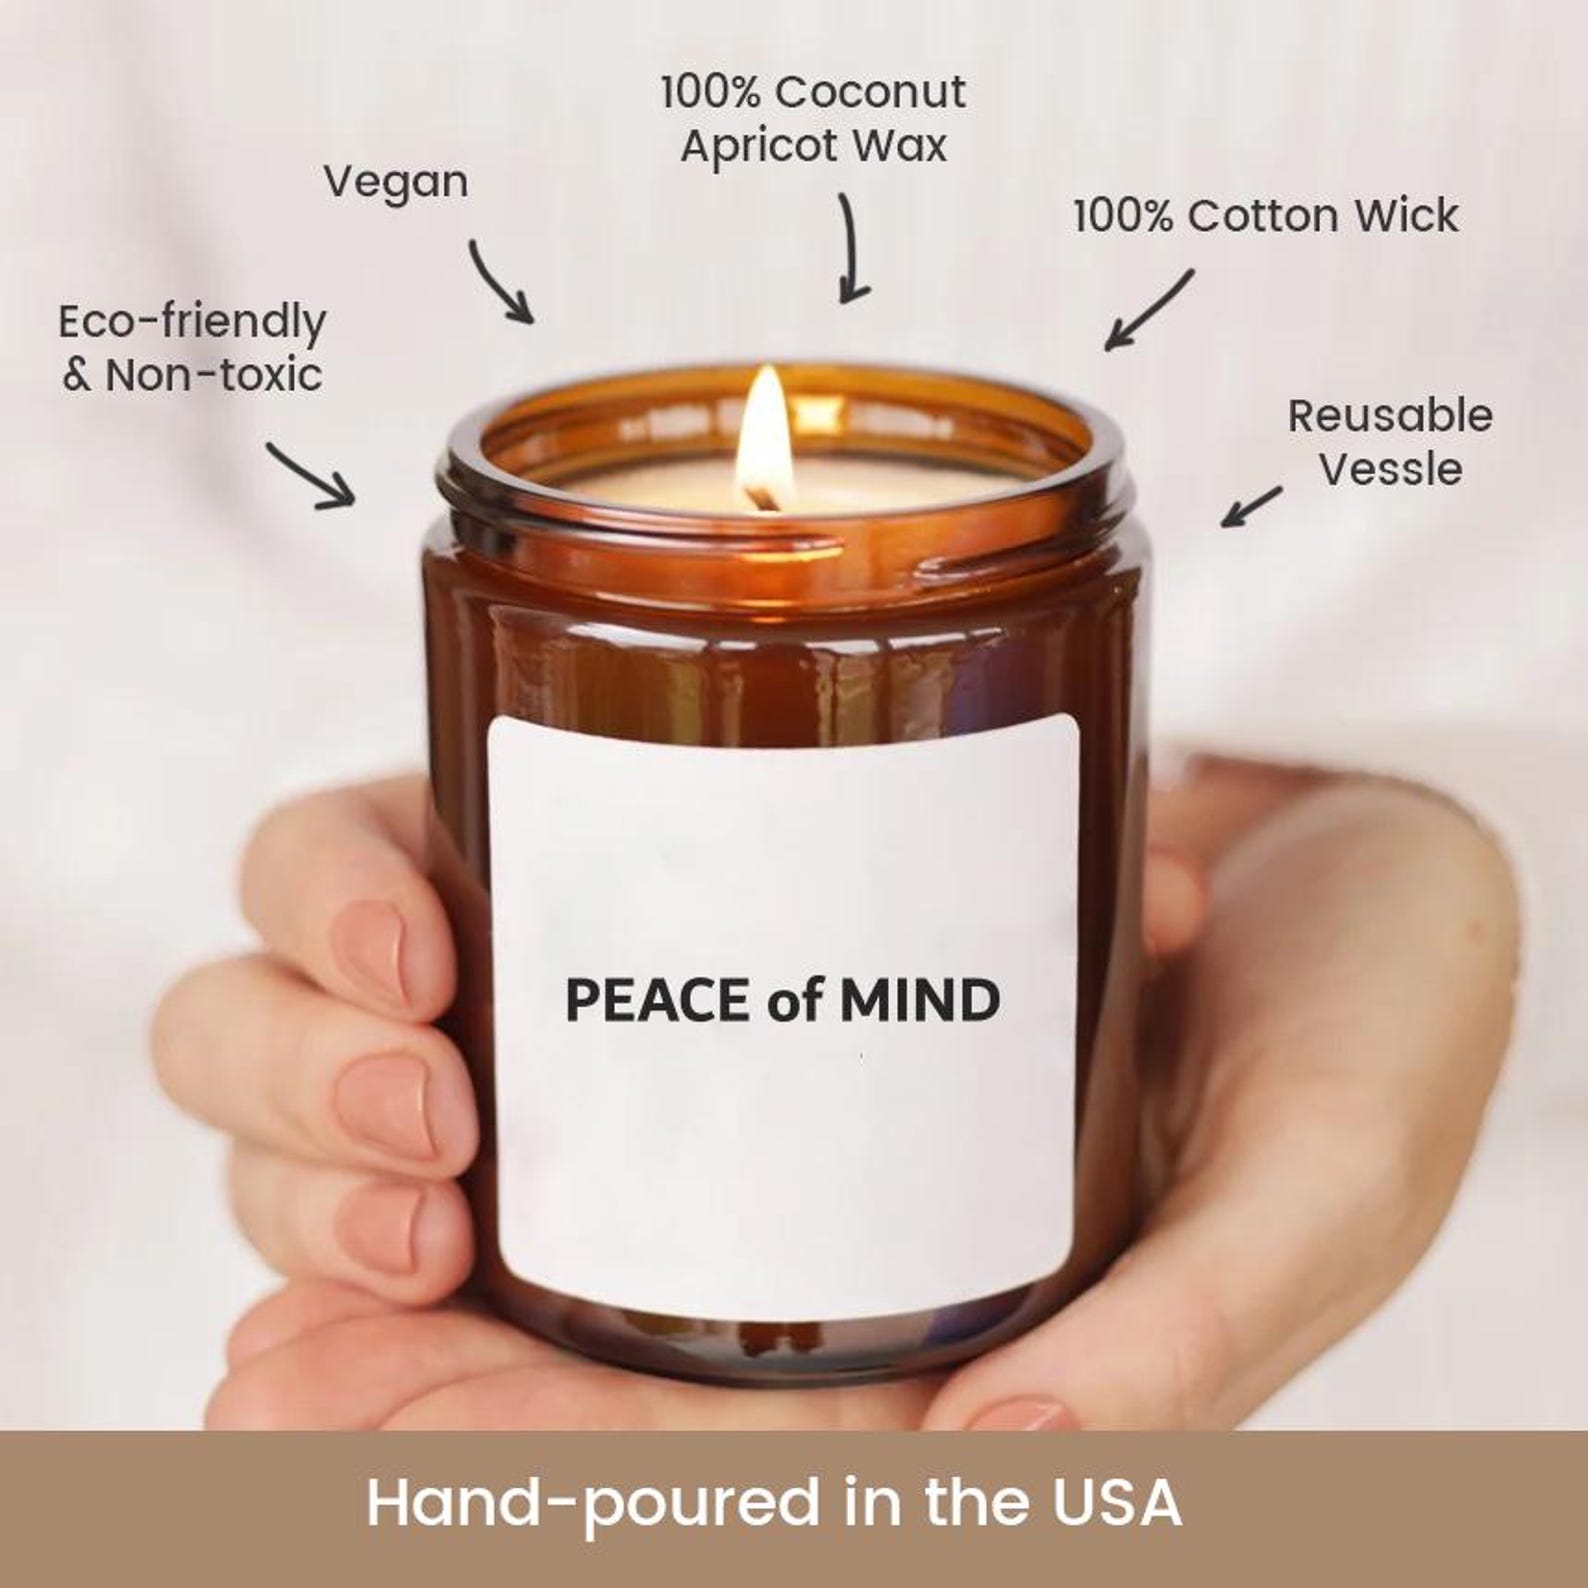 100% Coconut
Apricot Wax
Vegan
100% Cotton Wick
Eco-friendly
& Non-toxic
Reusable
Vessle
PEACE of MIND
Hand-poured in the USA